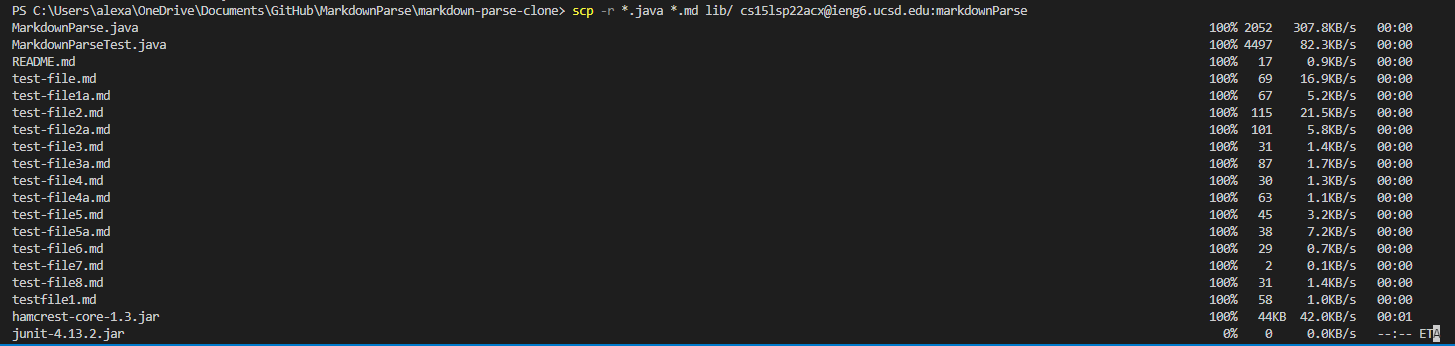 PS C:\Users\alexa\OneDrive\Documents\GitHub\MarkdownParse\markdown-parse-clone> scp -r *.java *.md lib/ cs15lsp22acx@ieng6.ucsd.edu:markdownParse
MarkdownParse.java 100% 2052 307.8KB/s 00:00
MarkdownParseTest.java 100% 4497 82.3KB/s 00:00
README.md 100% 17 0.9KB/s 00:00
test-file.md 100% 69 16.9KB/s 00:00
test-file1a.md 100% 67 5.2KB/s 00:00
test-file2.md 100% 115 21.5KB/s 00:00
test-file2a.md 100% 101 5.8KB/s 00:00
test-file3.md 100% 31 1.4KB/s 00:00
test-file3a.md 100% 87 1.7KB/s 00:00
test-file4.md 100% 30 1.3KB/s 00:00
test-file4a.md 100% 63 1.1KB/s 00:00
test-file5.md 100% 45 3.2KB/s 00:00
test-file5a.md 100% 38 7.2KB/s 00:00
test-file6.md 100% 29 0.7KB/s 00:00
test-file7.md 100% 2 0.1KB/s 00:00
test-file8.md 100% 31 1.4KB/s 00:00
testfile1.md 100% 58 1.0KB/s 00:00
hamcrest-core-1.3.jar 100% 44KB 42.0KB/s 00:01
junit-4.13.2.jar 0% 0 0.0KB/s --:-- ETA